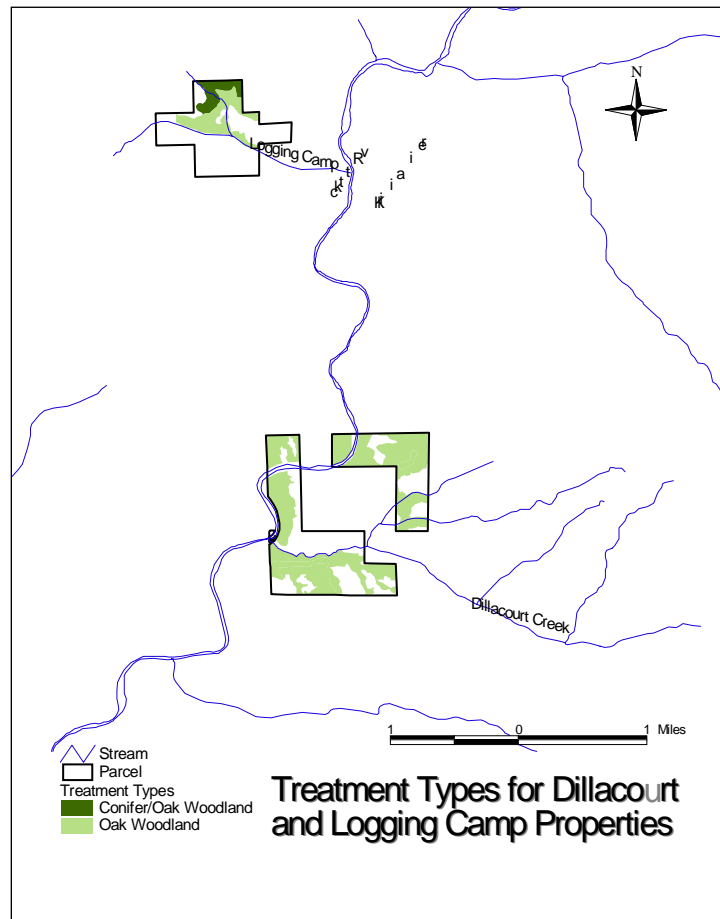 N
Logging Camp
Dillacourt Creek
1 0 1 Miles
Stream
Parcel
Treatment Types
Conifer/Oak Woodland
Oak Woodland
Treatment Types for Dillacourt
and Logging Camp Properties